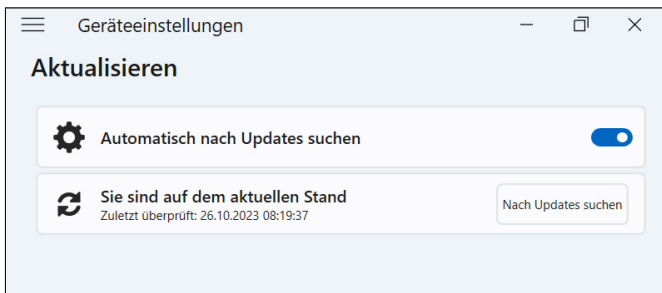 Geräteeinstellungen
Aktualisieren
Automatisch nach Updates suchen
Sie sind auf dem aktuellen Stand
Zuletzt überprüft: 26.10.2023 08:19:37
Nach Updates suchen